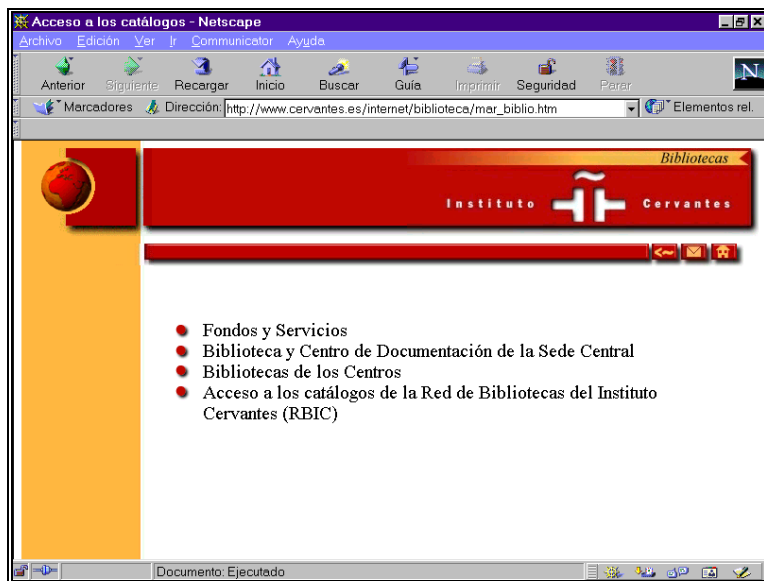 Acceso a los catálogos - Netscape
Archivo Edición Ver Ir Communicator Ayuda
Anterior Siguiente Recargar Inicio Buscar Guía Imprimir Seguridad Parar
N
Marcadores Dirección: http://www.cervantes.es/internet/biblioteca/mar_biblio.htm Elementos rel.
Bibliotecas
Instituto Cervantes
Fondos y Servicios
Biblioteca y Centro de Documentación de la Sede Central
Bibliotecas de los Centros
Acceso a los catálogos de la Red de Bibliotecas del Instituto
Cervantes (RBIC)
Documento: Ejecutado